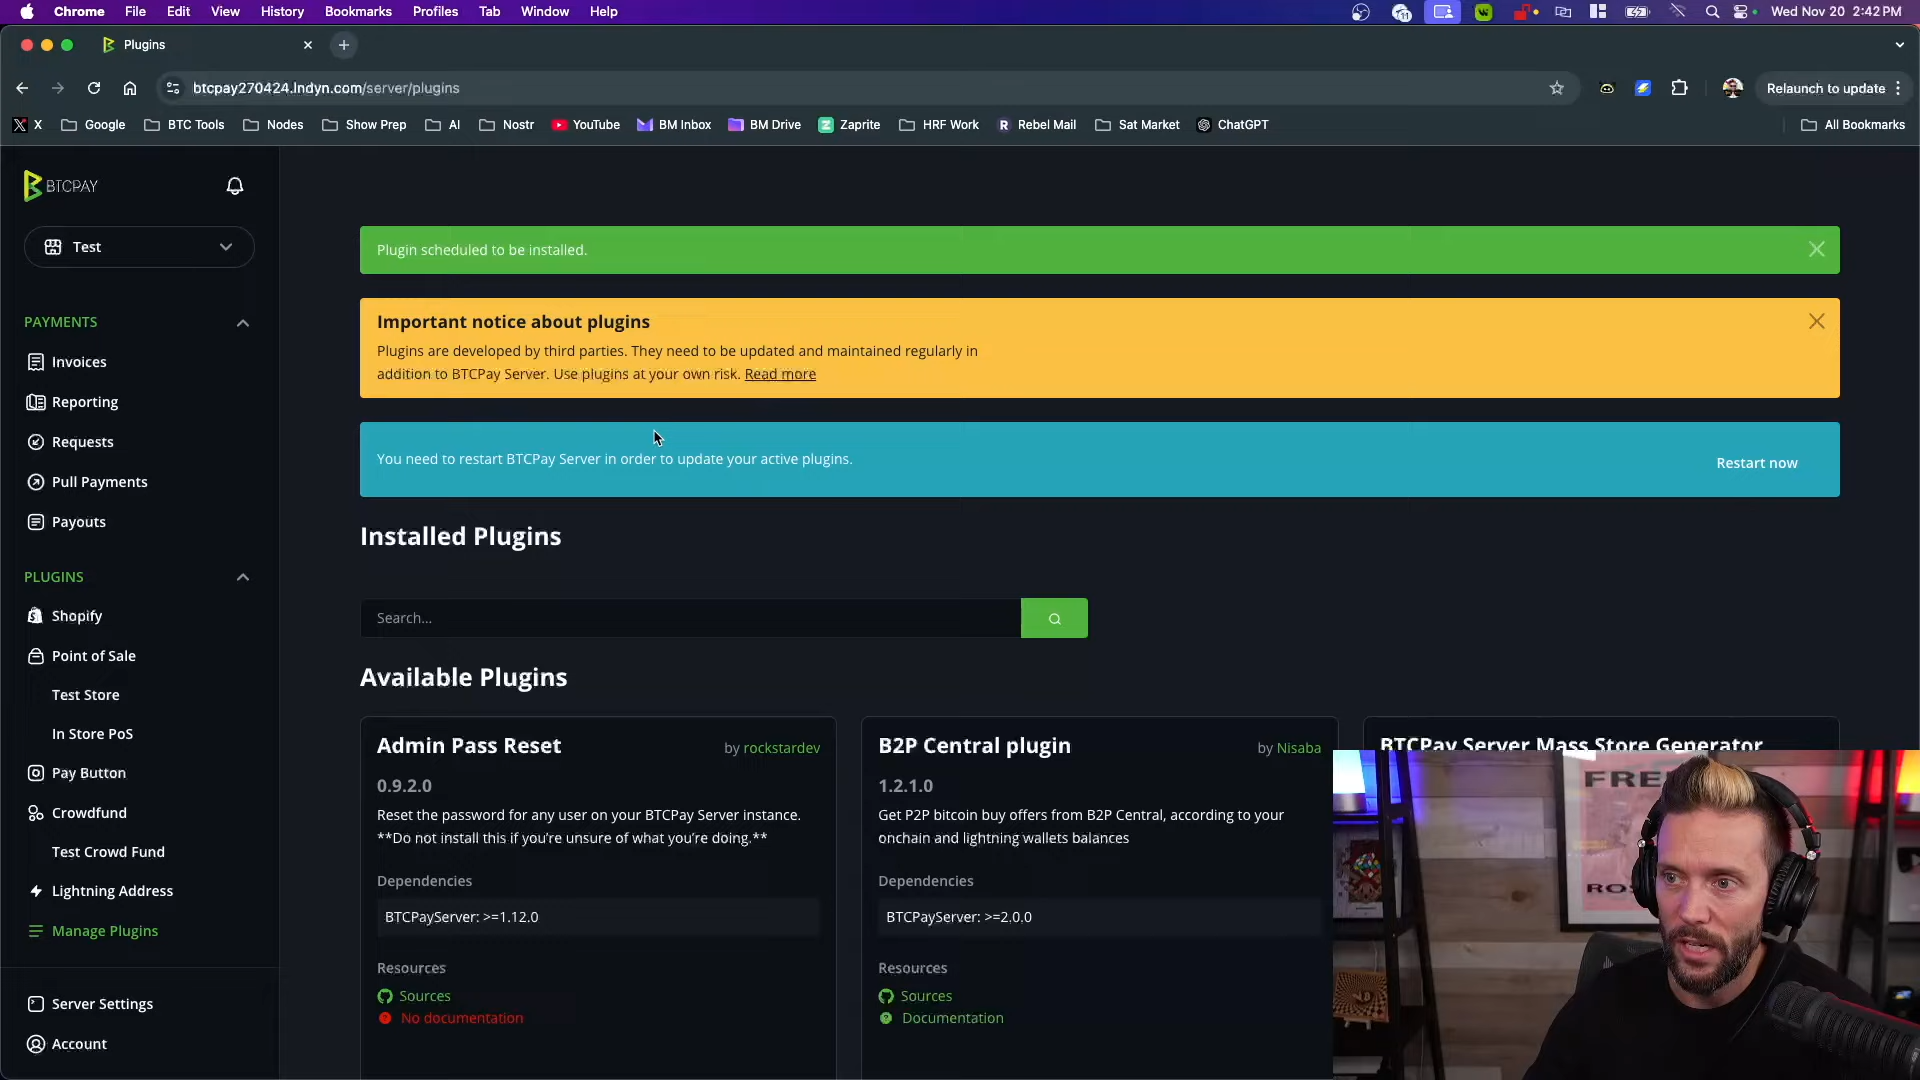 Chrome File Edit View History Bookmarks Profiles Tab Window Help
11
Wed Nov 20 2:42 PM
Plugins
btcpay270424.lndyn.com/server/plugins
Relaunch to update
X Google BTC Tools Nodes Show Prep AI Nostr YouTube BM Inbox BM Drive Zaprite HRF Work Rebel Mail Sat Market ChatGPT All Bookmarks
BTCPAY
Test
PAYMENTS
Invoices
Reporting
Requests
Pull Payments
Payouts
PLUGINS
Shopify
Point of Sale
Test Store
In Store PoS
Pay Button
Crowdfund
Test Crowd Fund
Lightning Address
Manage Plugins
Server Settings
Account
Plugin scheduled to be installed.
Important notice about plugins
Plugins are developed by third parties. They need to be updated and maintained regularly in
addition to BTCPay Server. Use plugins at your own risk. Read more
You need to restart BTCPay Server in order to update your active plugins.
Restart now
Installed Plugins
Search...
Available Plugins
Admin Pass Reset by rockstardev
0.9.2.0
Reset the password for any user on your BTCPay Server instance.
**Do not install this if you're unsure of what you're doing.**
Dependencies
BTCPayServer: >=1.12.0
Resources
Sources
No documentation
B2P Central plugin by Nisaba
1.2.1.0
Get P2P bitcoin buy offers from B2P Central, according to your
onchain and lightning wallets balances
Dependencies
BTCPayServer: >=2.0.0
Resources
Sources
Documentation
BTCPay Server Mass Store Generator
FREE
ROS